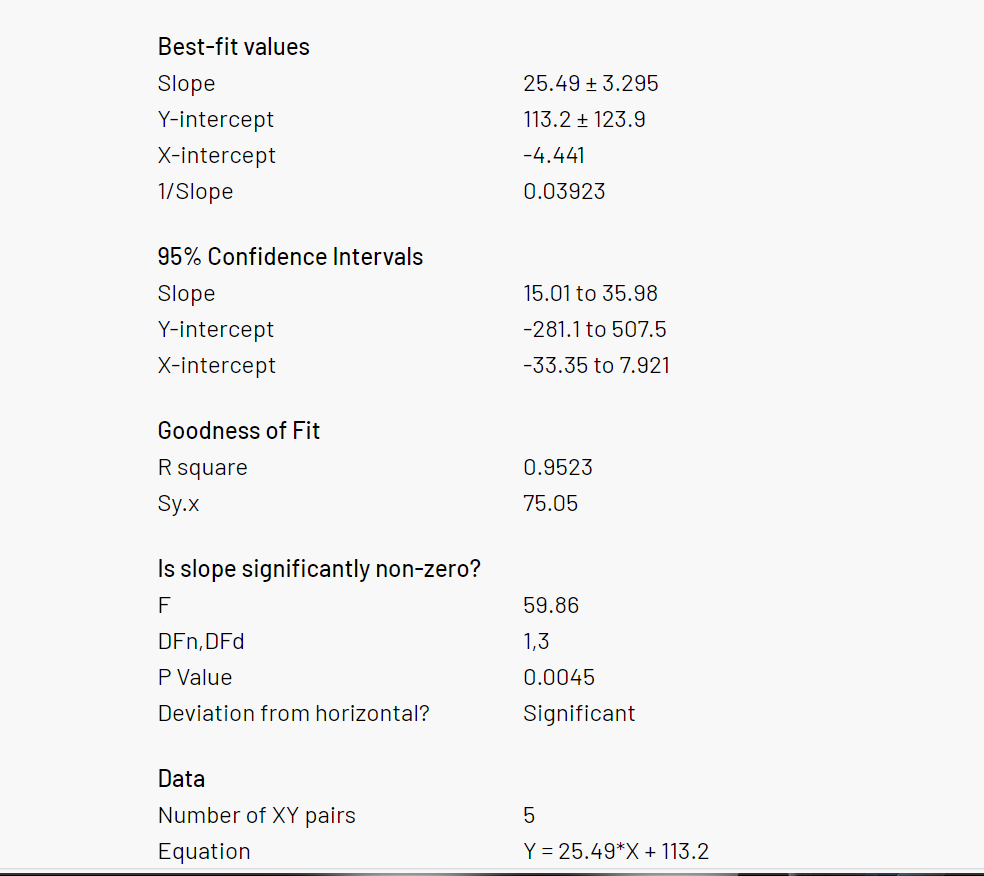 Best-fit values
Slope 25.49 ± 3.295
Y-intercept 113.2 ± 123.9
X-intercept -4.441
1/Slope 0.03923
95% Confidence Intervals
Slope 15.01 to 35.98
Y-intercept -281.1 to 507.5
X-intercept -33.35 to 7.921
Goodness of Fit
R square 0.9523
Sy.x 75.05
Is slope significantly non-zero?
F 59.86
DFn,DFd 1,3
P Value 0.0045
Deviation from horizontal? Significant
Data
Number of XY pairs 5
Equation Y = 25.49*X + 113.2